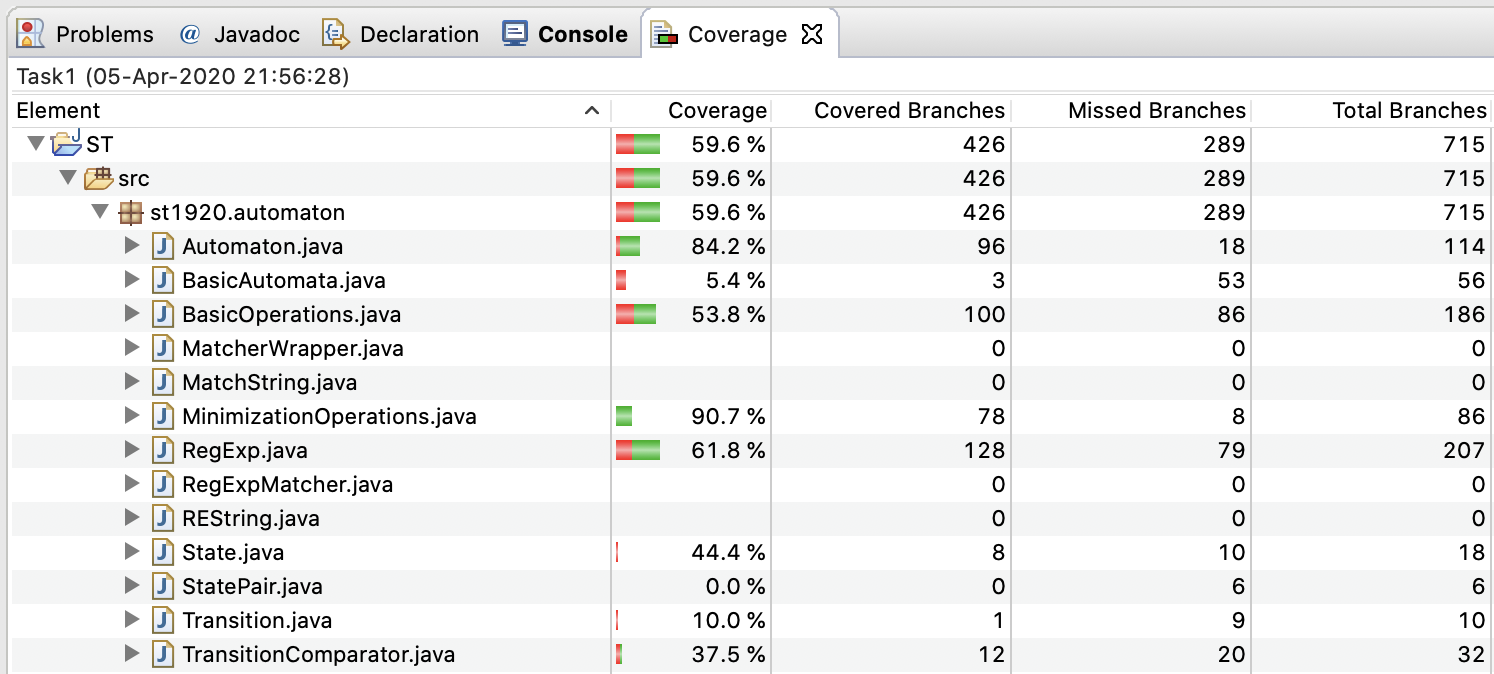 Problems @ Javadoc Declaration Console Coverage
Task1 (05-Apr-2020 21:56:28)
Element Coverage Covered Branches Missed Branches Total Branches
ST 59.6 % 426 289 715
src 59.6 % 426 289 715
st1920.automaton 59.6 % 426 289 715
J Automaton.java 84.2 % 96 18 114
J BasicAutomata.java 5.4 % 3 53 56
J BasicOperations.java 53.8 % 100 86 186
J MatcherWrapper.java 0 0 0
J MatchString.java 0 0 0
J MinimizationOperations.java 90.7 % 78 8 86
J RegExp.java 61.8 % 128 79 207
J RegExpMatcher.java 0 0 0
J REString.java 0 0 0
J State.java 44.4 % 8 10 18
J StatePair.java 0.0 % 0 6 6
J Transition.java 10.0 % 1 9 10
J TransitionComparator.java 37.5 % 12 20 32